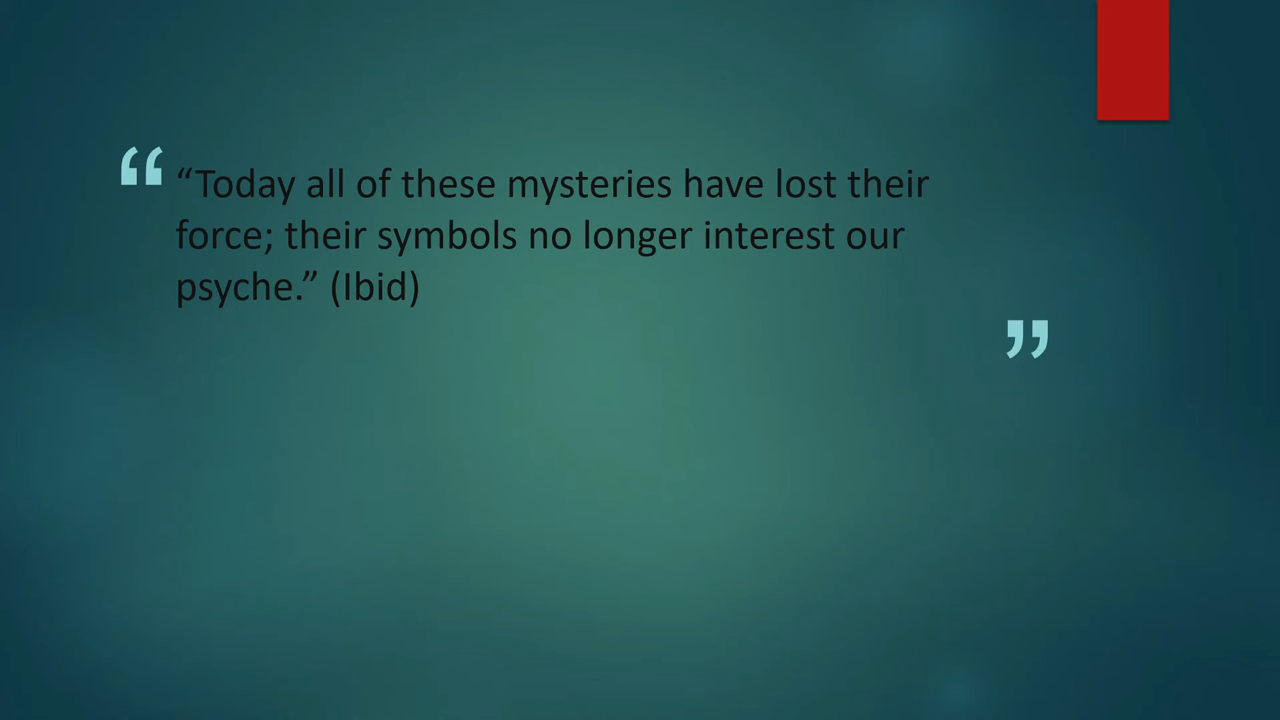 “Today all of these mysteries have lost their
force; their symbols no longer interest our
psyche.” (Ibid)